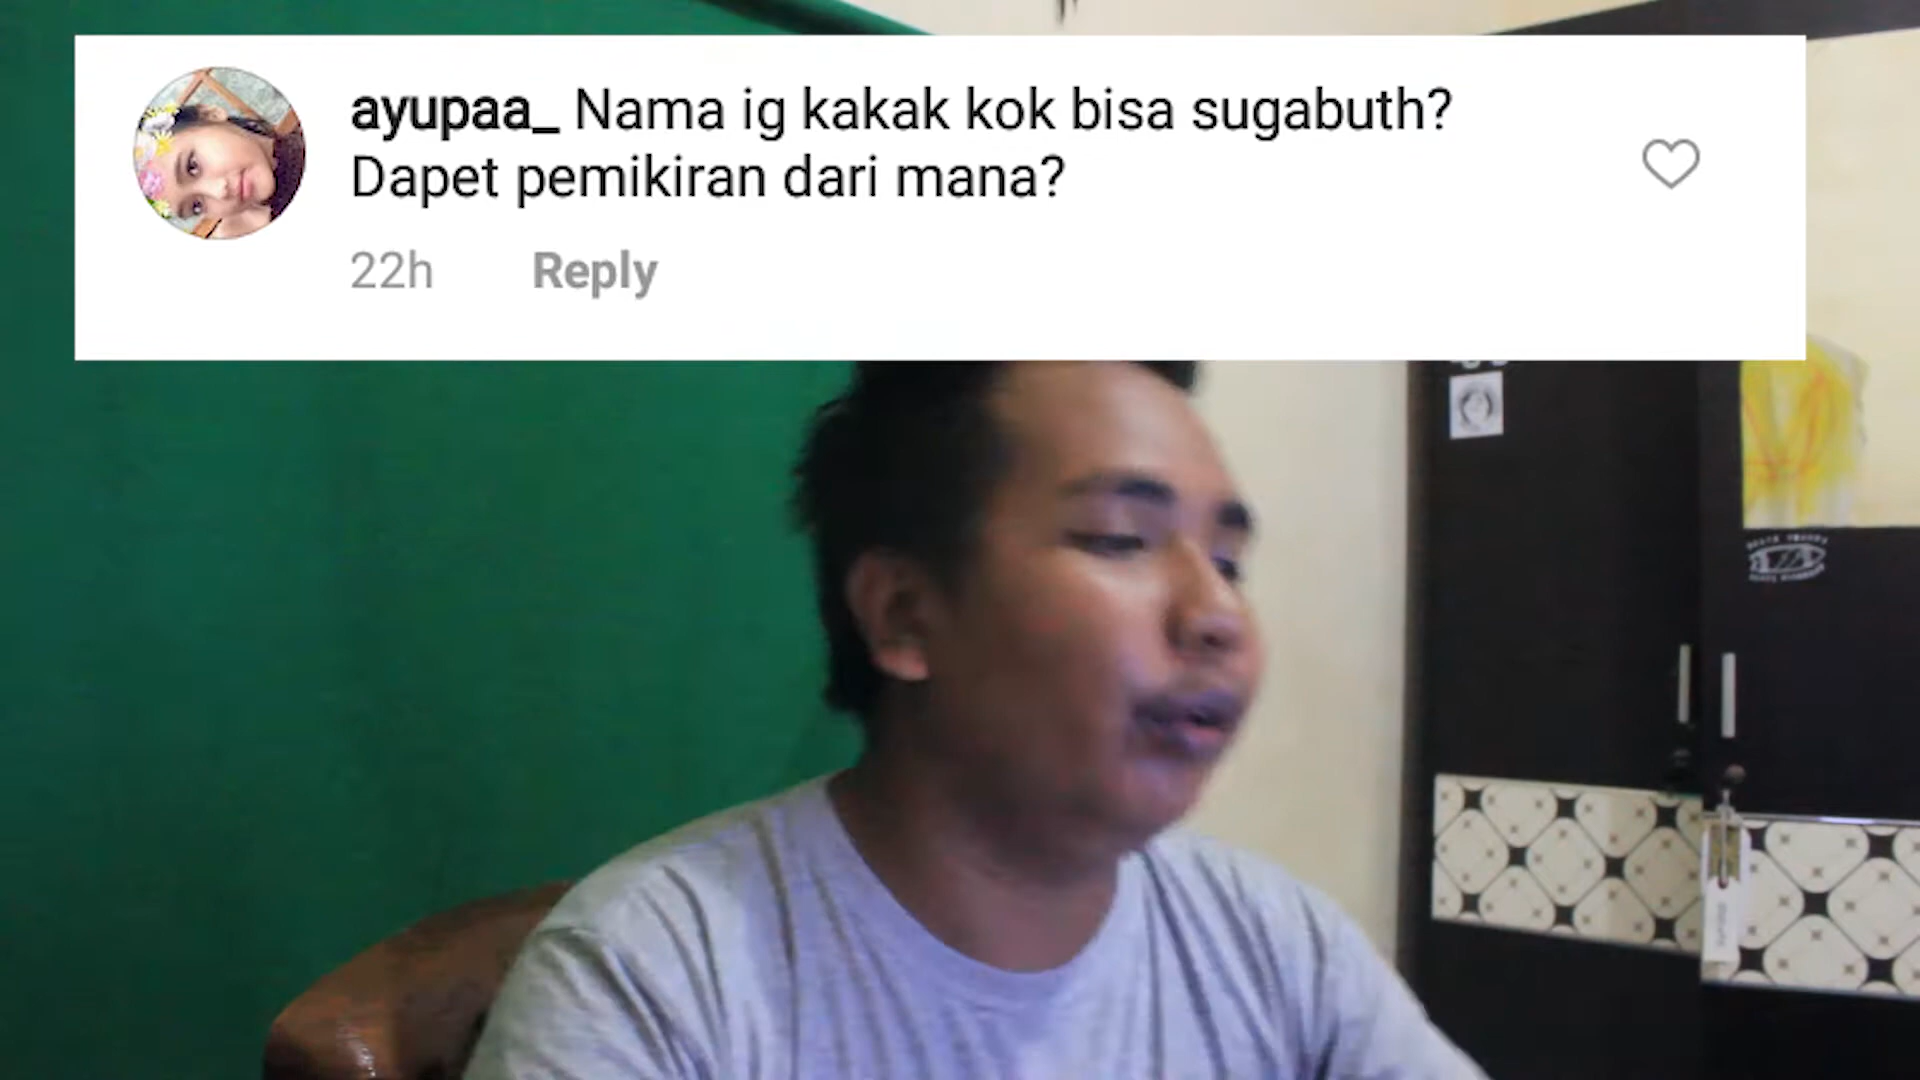 ayupaa_ Nama ig kakak kok bisa sugabuth?
Dapet pemikiran dari mana?
22h Reply